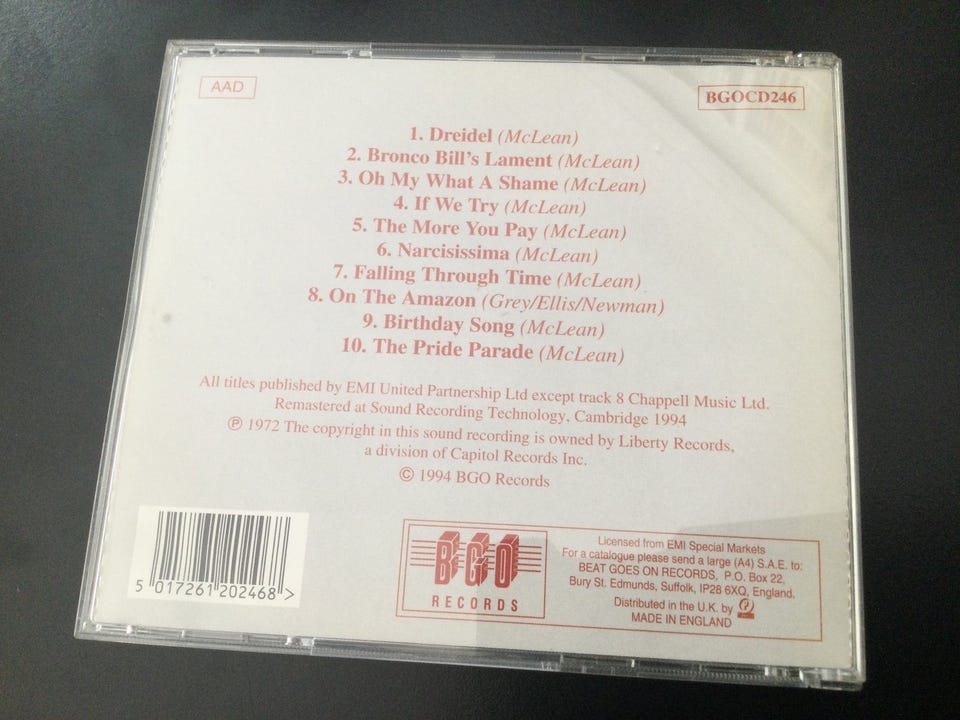 AAD
BGOCD246
1. Dreidel (McLean)
2. Bronco Bill's Lament (McLean)
3. Oh My What A Shame (McLean)
4. If We Try (McLean)
5. The More You Pay (McLean)
6. Narcisissima (McLean)
7. Falling Through Time (McLean)
8. On The Amazon (Grey/Ellis/Newman)
9. Birthday Song (McLean)
10. The Pride Parade (McLean)
All titles published by EMI United Partnership Ltd except track 8 Chappell Music Ltd.
Remastered at Sound Recording Technology, Cambridge 1994
℗ 1972 The copyright in this sound recording is owned by Liberty Records,
a division of Capitol Records Inc.
© 1994 BGO Records
5 017261 202468 >
BGO
RECORDS
Licensed from EMI Special Markets
For a catalogue please send a large (A4) S.A.E. to:
BEAT GOES ON RECORDS, P.O. Box 22,
Bury St. Edmunds, Suffolk, IP28 6XQ, England.
Distributed in the U.K. by
MADE IN ENGLAND